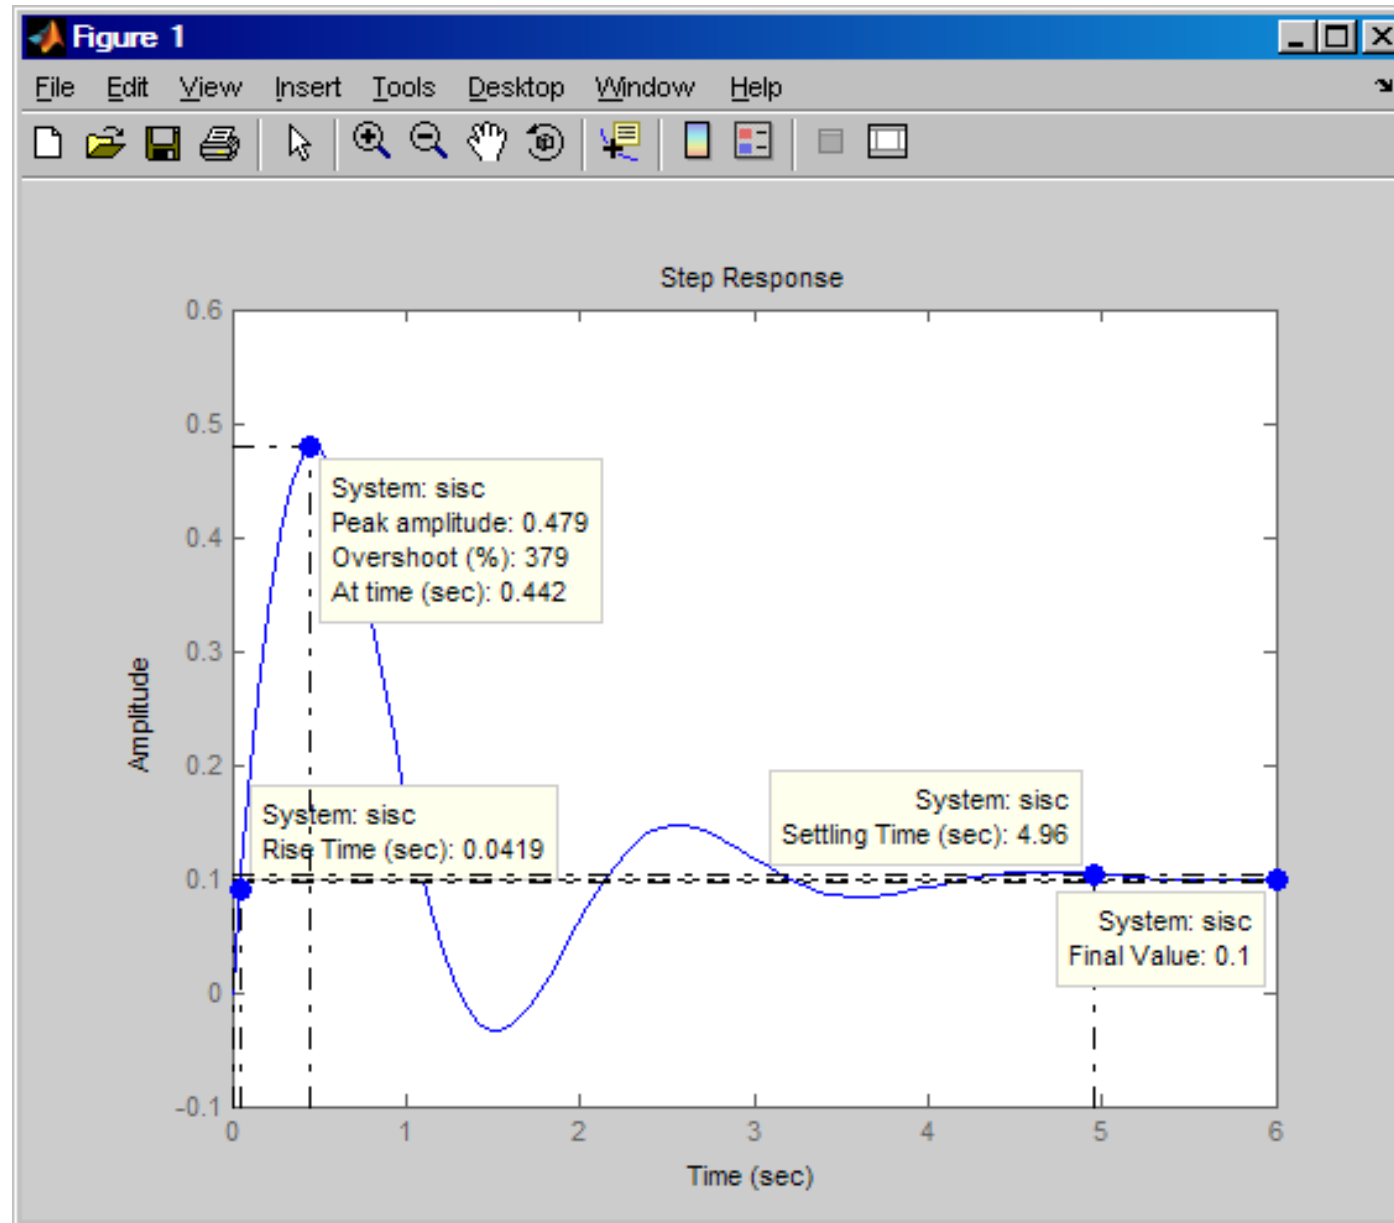 Figure 1
File Edit View Insert Tools Desktop Window Help
Step Response
0.6
0.5
0.4
0.3
0.2
0.1
0
-0.1
Amplitude
System: sisc
Peak amplitude: 0.479
Overshoot (%): 379
At time (sec): 0.442
System: sisc
Rise Time (sec): 0.0419
System: sisc
Settling Time (sec): 4.96
System: sisc
Final Value: 0.1
0 1 2 3 4 5 6
Time (sec)